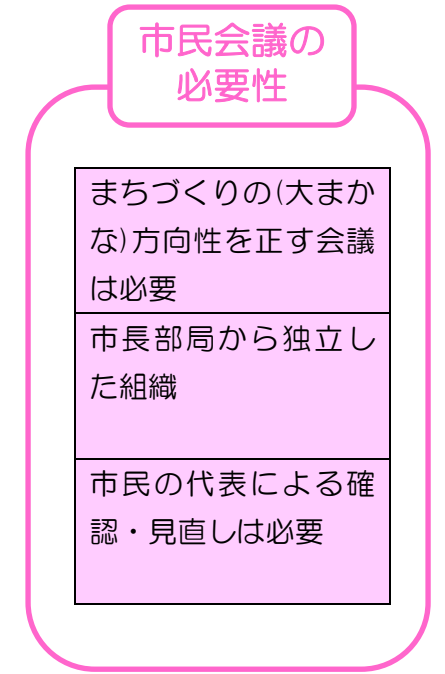 市民会議の
必要性
まちづくりの(大まか
な)方向性を正す会議
は必要
市長部局から独立し
た組織
市民の代表による確
認・見直しは必要